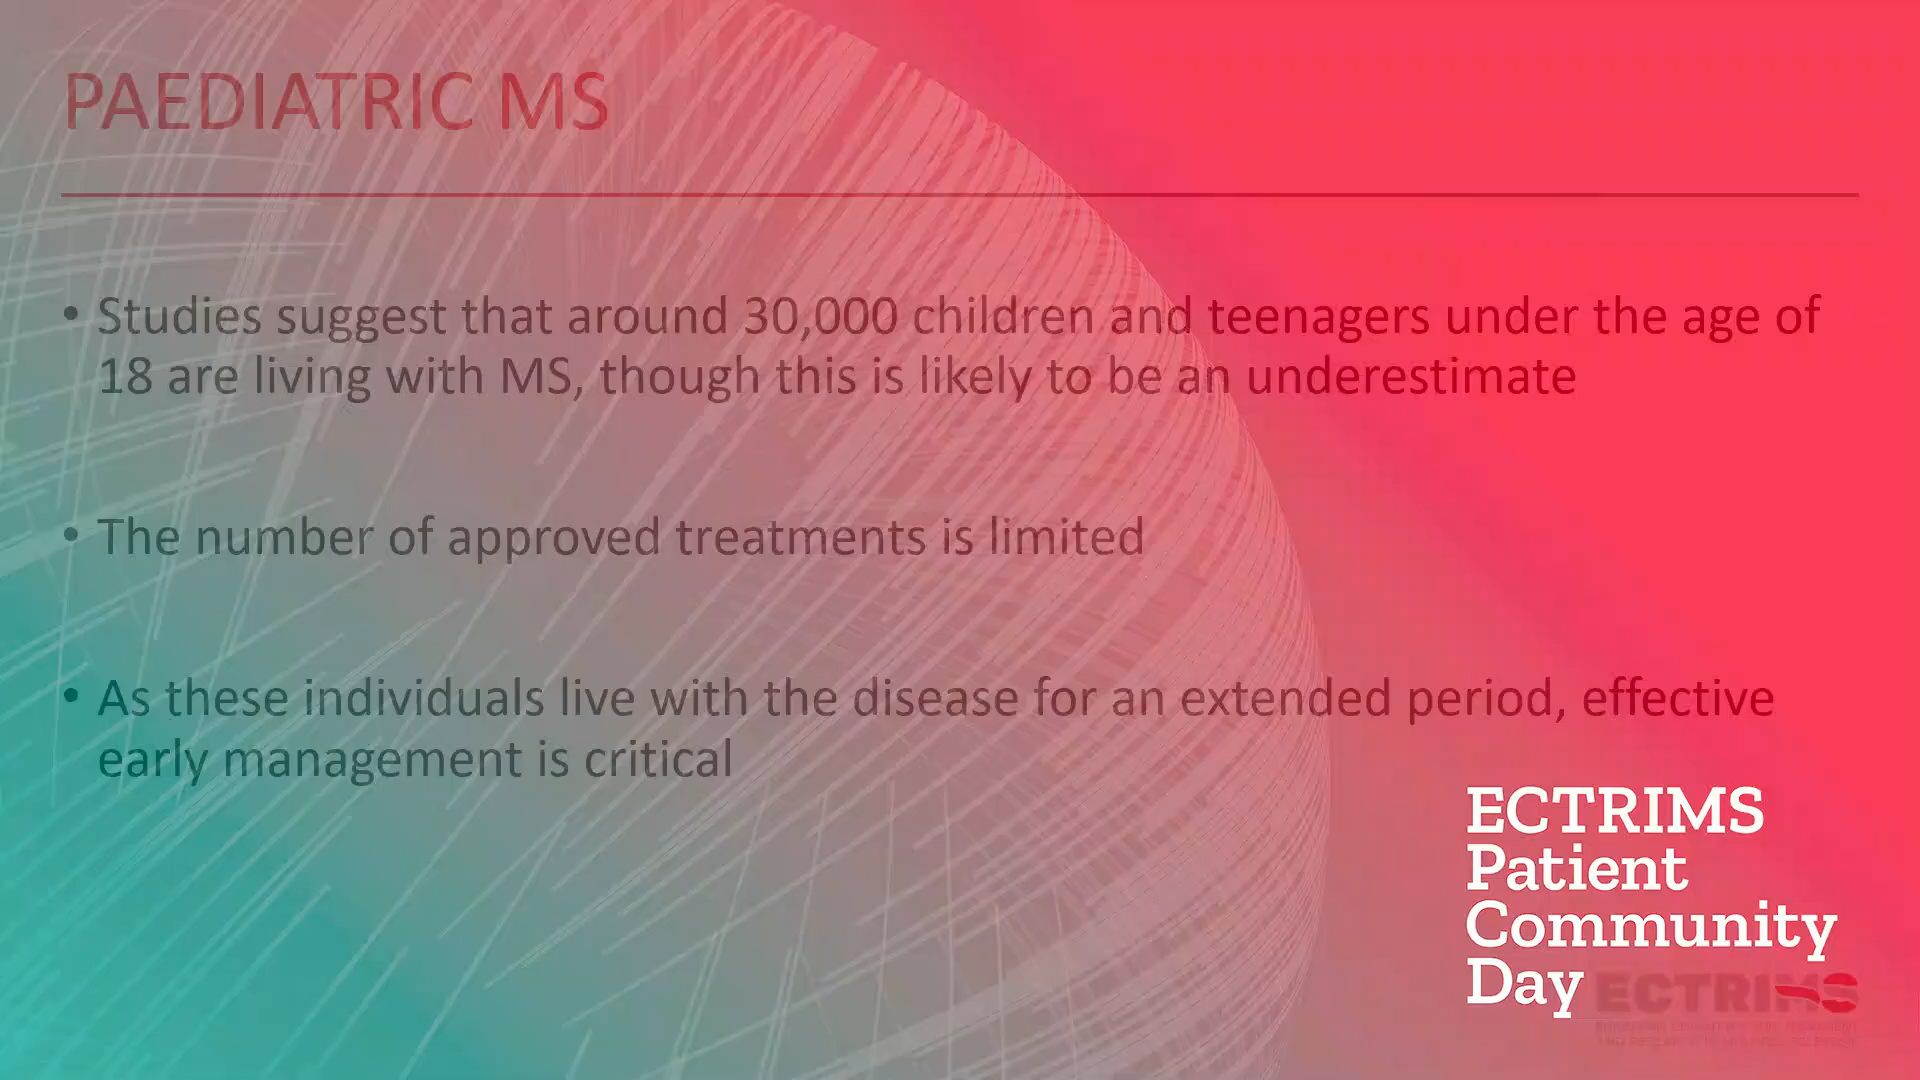 PAEDIATRIC MS
• Studies suggest that around 30,000 children and teenagers under the age of
18 are living with MS, though this is likely to be an underestimate
• The number of approved treatments is limited
• As these individuals live with the disease for an extended period, effective
early management is critical
ECTRIMS
Patient
Community
Day
ECTRIMS